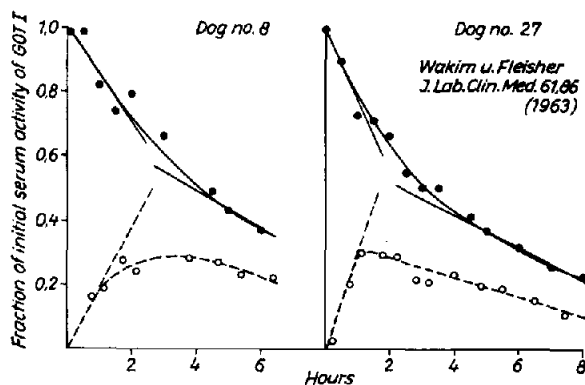 Fraction of initial serum activity of GOT I
1,0
0,8
0,6
0,4
0,2
Dog no. 8
Dog no. 27
Wakim u. Fleisher
J. Lab. Clin. Med. 61,86
(1963)
2
4
6
2
4
6
8
Hours